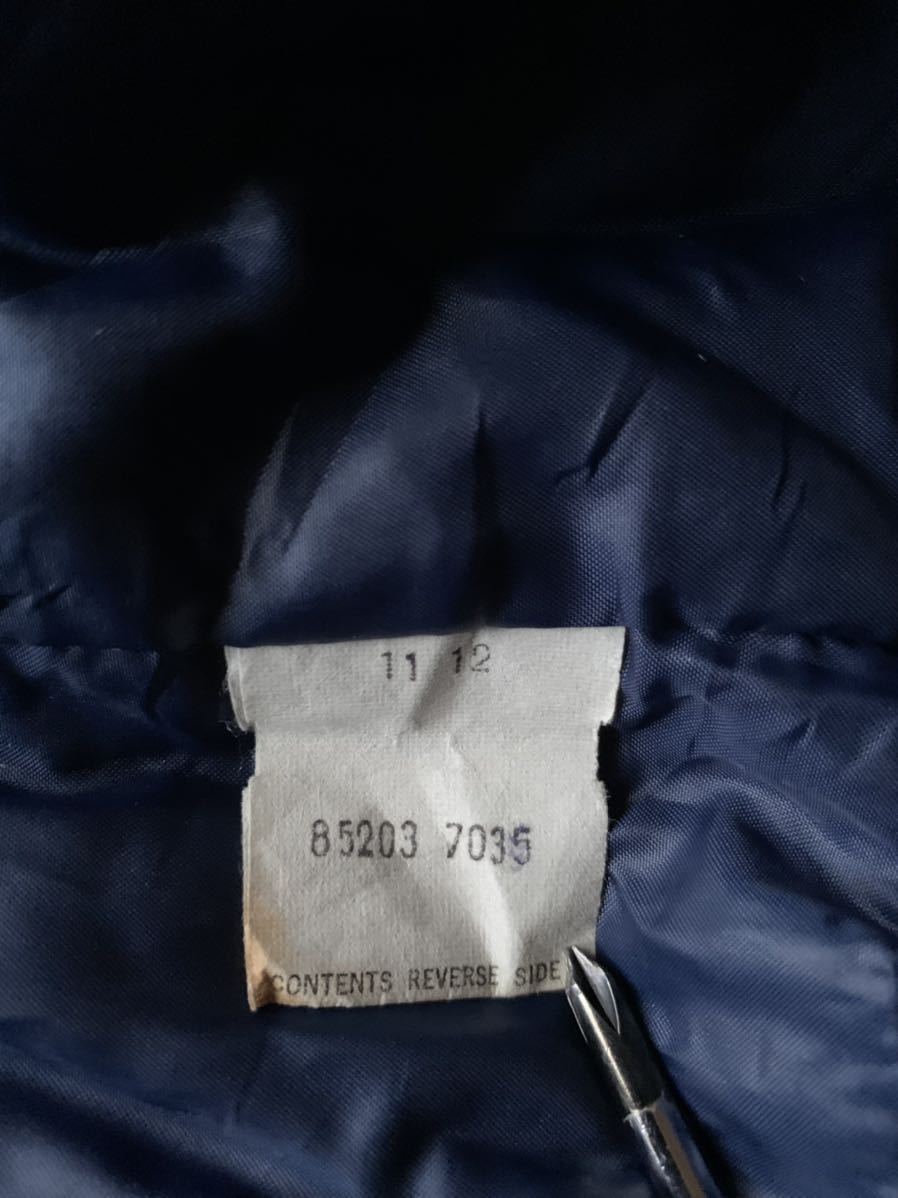 11 12
85203 7035
CONTENTS REVERSE SIDE